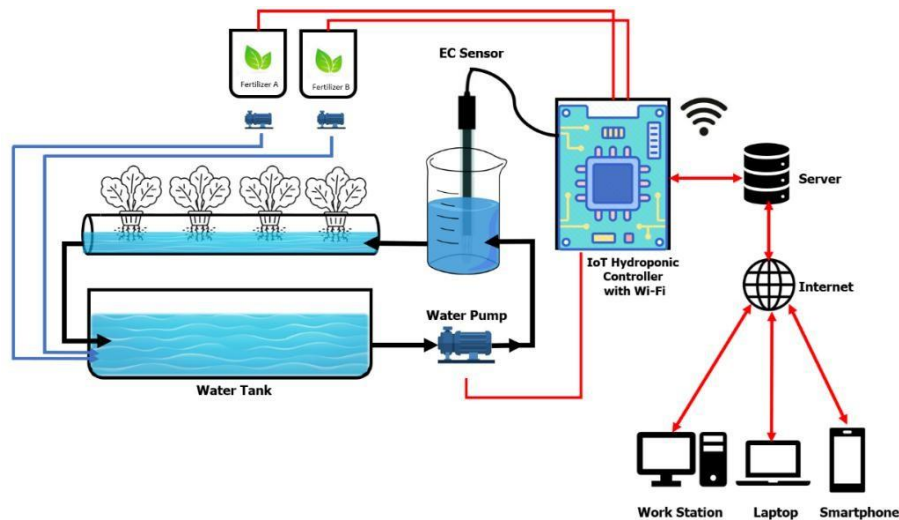 Fertilizer A
Fertilizer B
EC Sensor
Server
IoT Hydroponic
Controller
with Wi-Fi
Internet
Water Pump
Water Tank
Work Station
Laptop
Smartphone